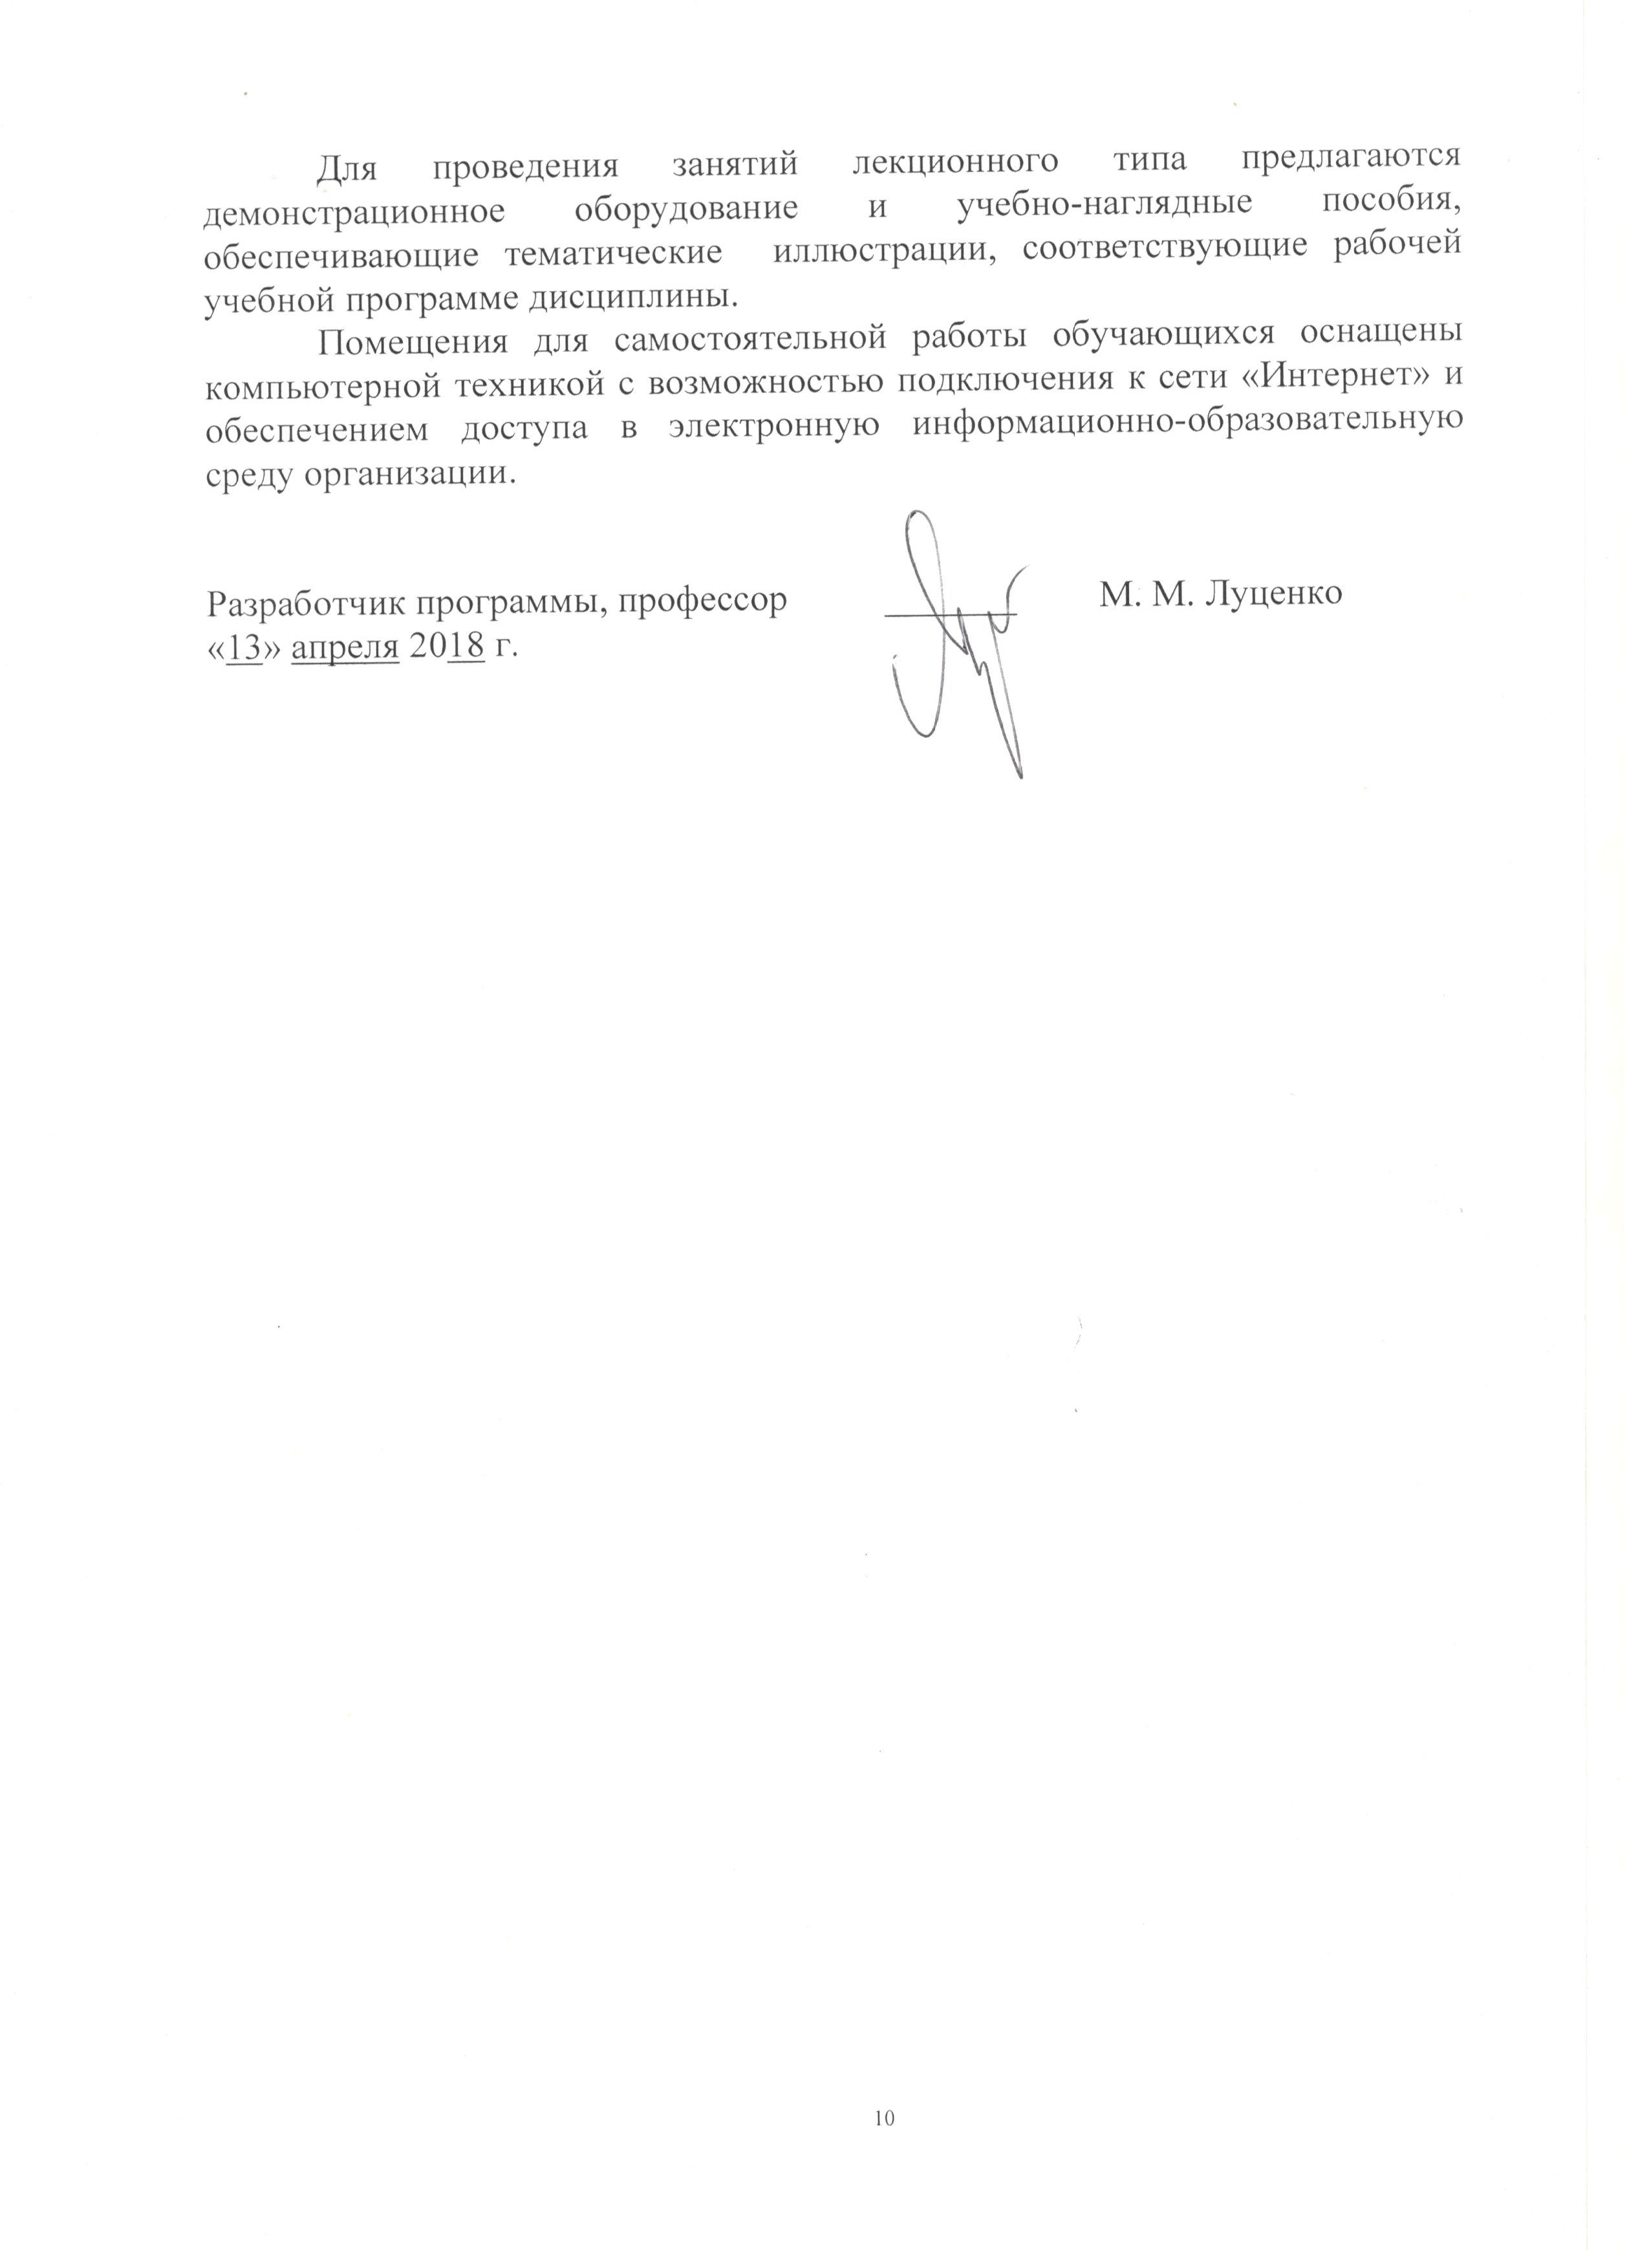 Для проведения занятий лекционного типа предлагаются
демонстрационное оборудование и учебно-наглядные пособия,
обеспечивающие тематические иллюстрации, соответствующие рабочей
учебной программе дисциплины.
Помещения для самостоятельной работы обучающихся оснащены
компьютерной техникой с возможностью подключения к сети «Интернет» и
обеспечением доступа в электронную информационно-образовательную
среду организации.
Разработчик программы, профессор М. М. Луценко
«13» апреля 2018 г.
10